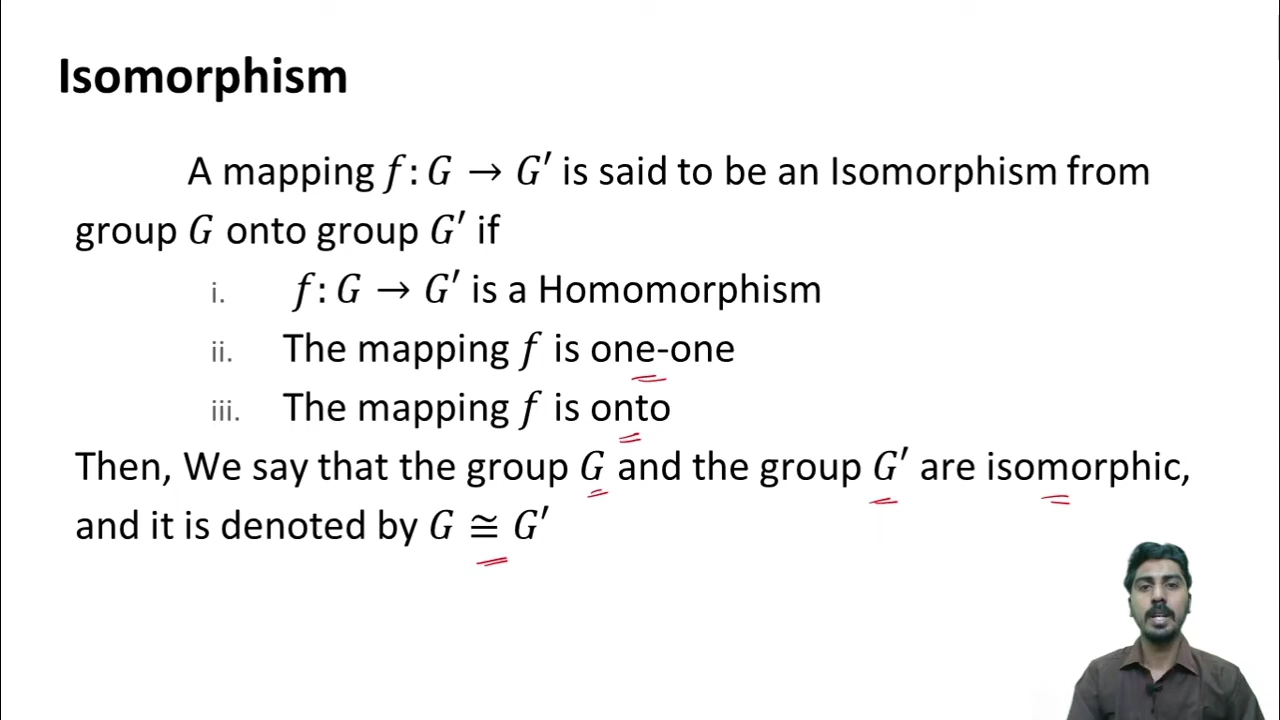 Isomorphism
A mapping 𝑓: 𝐺 → 𝐺′ is said to be an Isomorphism from
group 𝐺 onto group 𝐺′ if
i. 𝑓: 𝐺 → 𝐺′ is a Homomorphism
ii. The mapping 𝑓 is one-one
iii. The mapping 𝑓 is onto
Then, We say that the group 𝐺 and the group 𝐺′ are isomorphic,
and it is denoted by 𝐺 ≅ 𝐺′